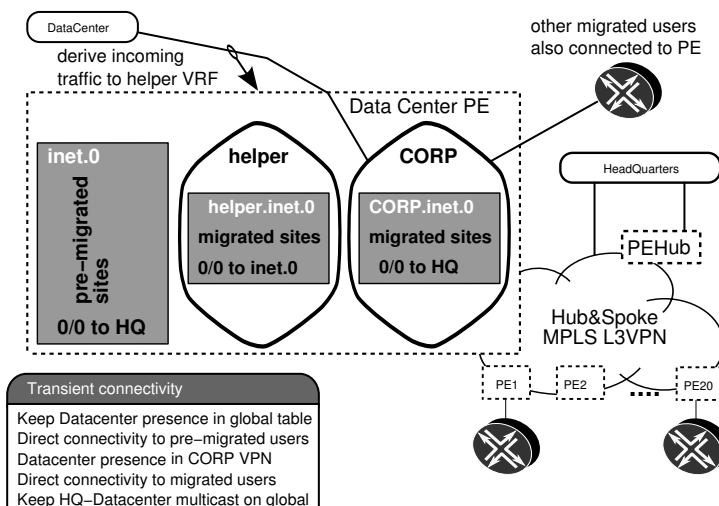 DataCenter
derive incoming
traffic to helper VRF
other migrated users
also connected to PE
Data Center PE
inet.0
pre−migrated
sites
0/0 to HQ
helper
helper.inet.0
migrated sites
0/0 to inet.0
CORP
CORP.inet.0
migrated sites
0/0 to HQ
HeadQuarters
PEHub
Hub&Spoke
MPLS L3VPN
PE1
PE2
....
PE20
Transient connectivity
Keep Datacenter presence in global table
Direct connectivity to pre−migrated users
Datacenter presence in CORP VPN
Direct connectivity to migrated users
Keep HQ−Datacenter multicast on global